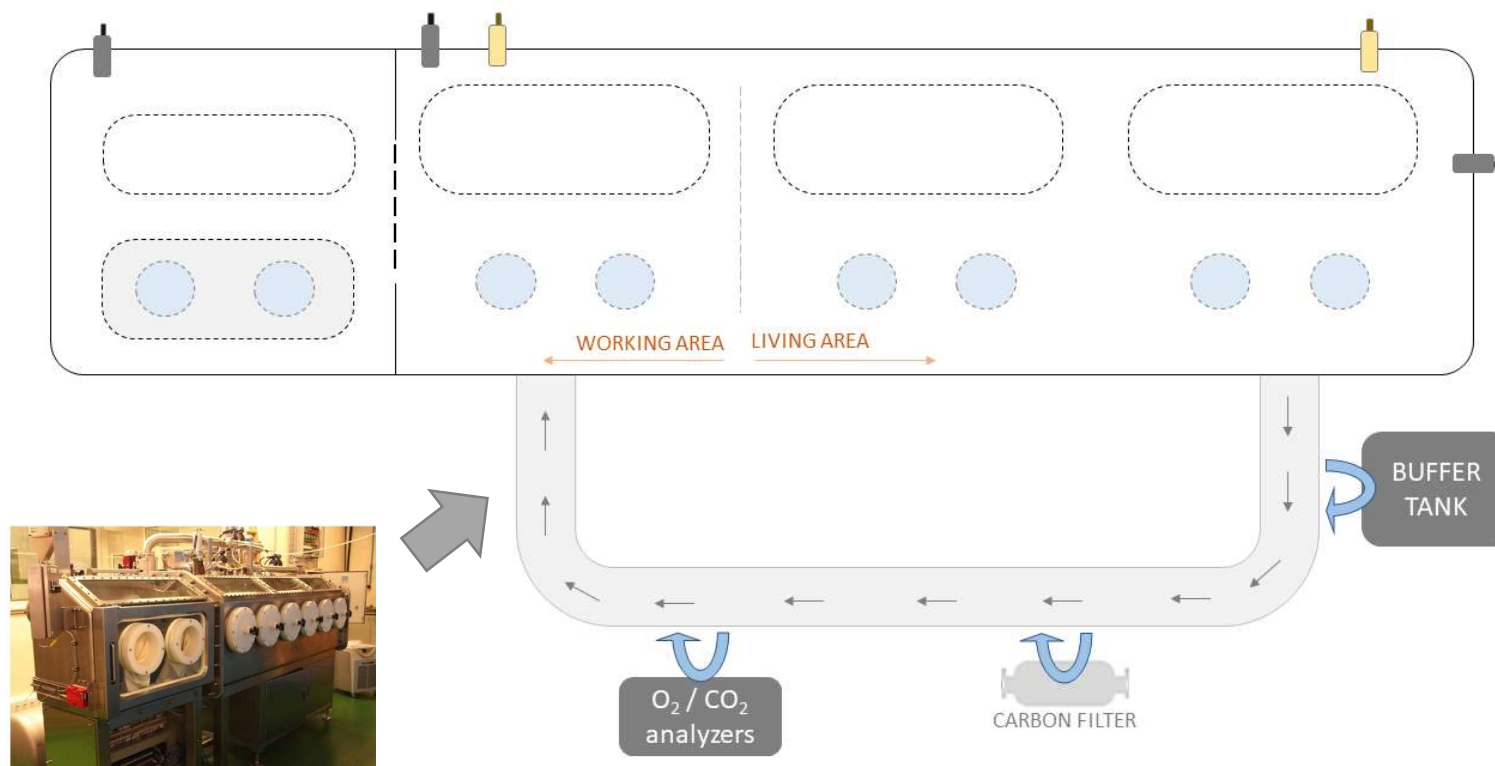 WORKING AREA
LIVING AREA
BUFFER
TANK
O₂ / CO₂
analyzers
CARBON FILTER